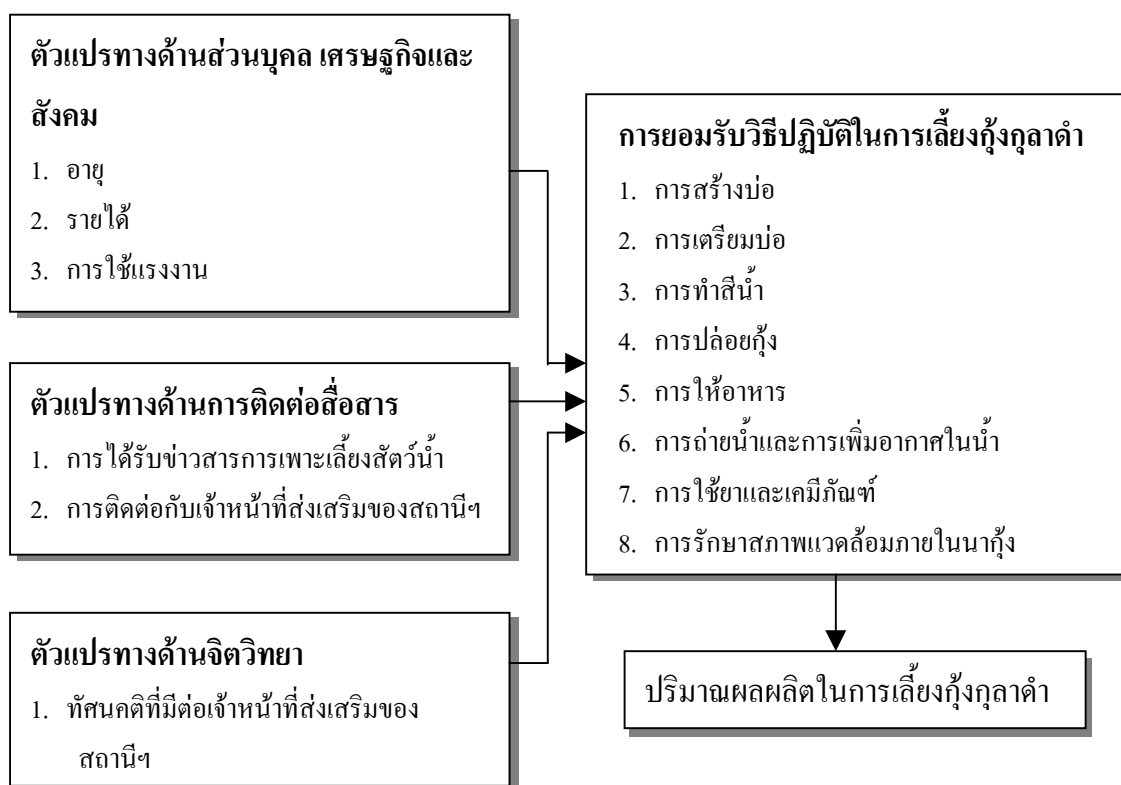 ตัวแปรทางด้านส่วนบุคล เศรษฐกิจและ
สังคม
1. อายุ
2. รายได้
3. การใช้แรงงาน
ตัวแปรทางด้านการติดต่อสื่อสาร
1. การได้รับข่าวสารการเพาะเลี้ยงสัตว์น้ำ
2. การติดต่อกับเจ้าหน้าที่ส่งเสริมของสถานีฯ
ตัวแปรทางด้านจิตวิทยา
1. ทัศนคติที่มีต่อเจ้าหน้าที่ส่งเสริมของ
สถานีฯ
การยอมรับวิธีปฏิบัติในการเลี้ยงกุ้งกุลาดำ
1. การสร้างบ่อ
2. การเตรียมบ่อ
3. การทำสีน้ำ
4. การปล่อยกุ้ง
5. การให้อาหาร
6. การถ่ายน้ำและการเพิ่มอากาศในน้ำ
7. การใช้ยาและเคมีภัณฑ์
8. การรักษาสภาพแวดล้อมภายในนากุ้ง
ปริมาณผลผลิตในการเลี้ยงกุ้งกุลาดำ